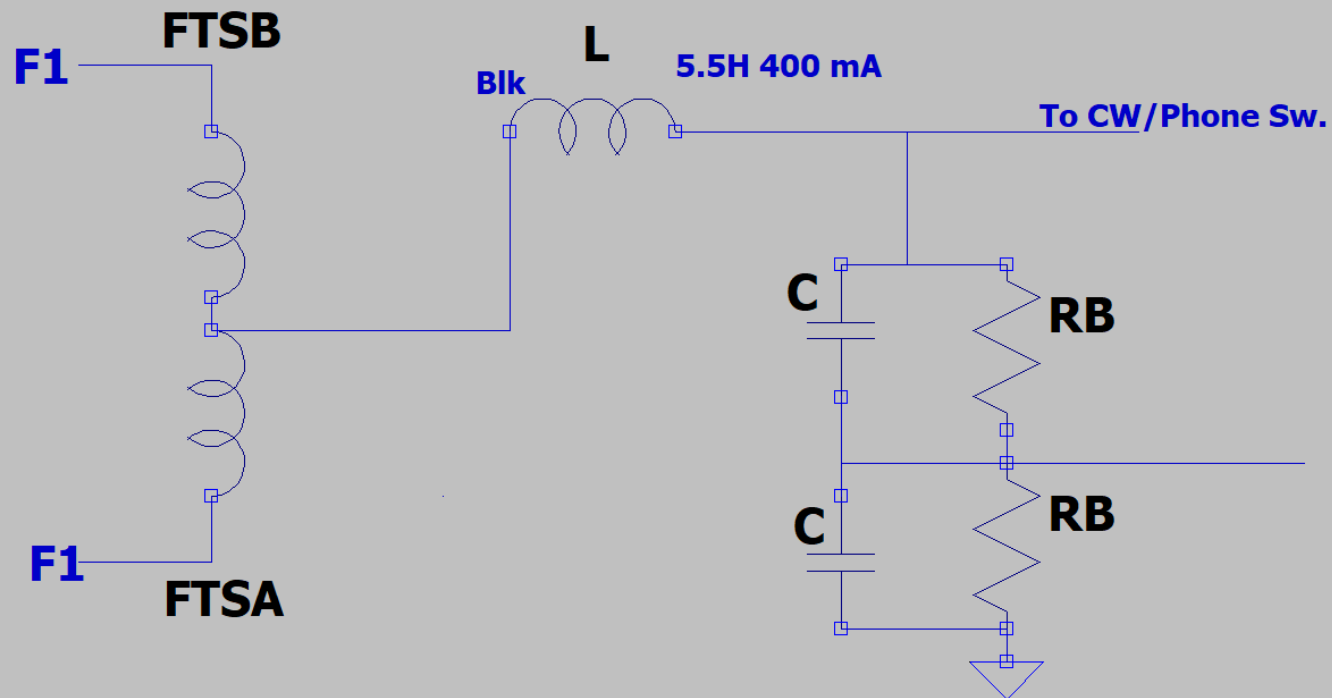 FTSB
F1
L
Blk
5.5H 400 mA
To CW/Phone Sw.
C
RB
C
RB
F1
FTSA